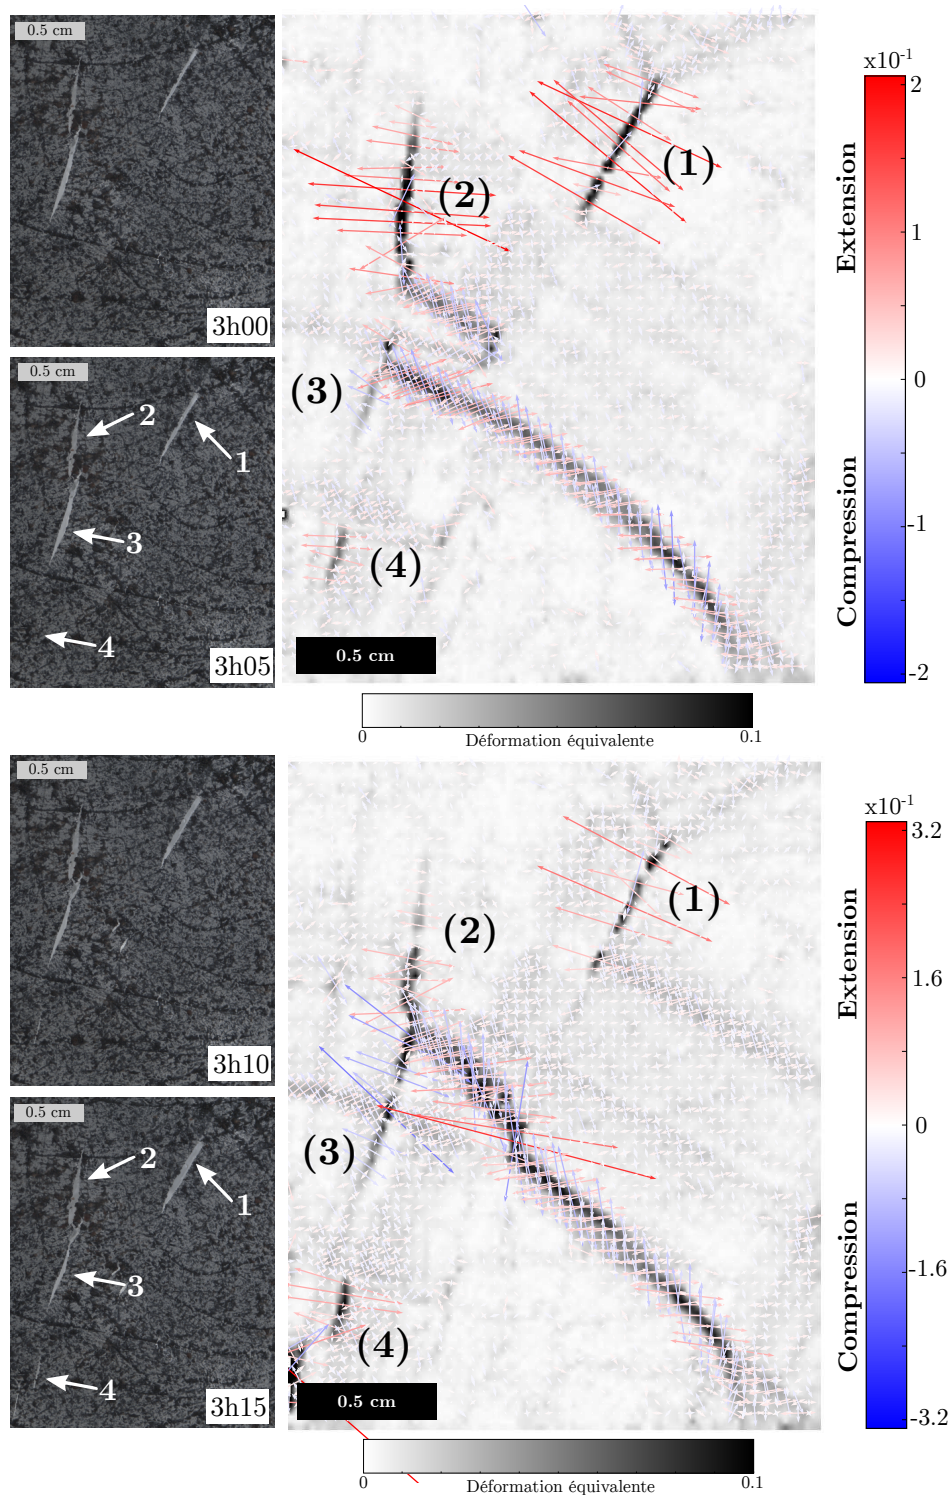 0.5 cm
3h00
0.5 cm
2
1
3
4
3h05
(1)
(2)
(3)
(4)
0.5 cm
0
0.1
Déformation équivalente
x10-1
2
1
0
-1
-2
Extension
Compression
0.5 cm
3h10
0.5 cm
2
1
3
4
3h15
(1)
(2)
(3)
(4)
0.5 cm
0
0.1
Déformation équivalente
x10-1
3.2
1.6
0
-1.6
-3.2
Extension
Compression